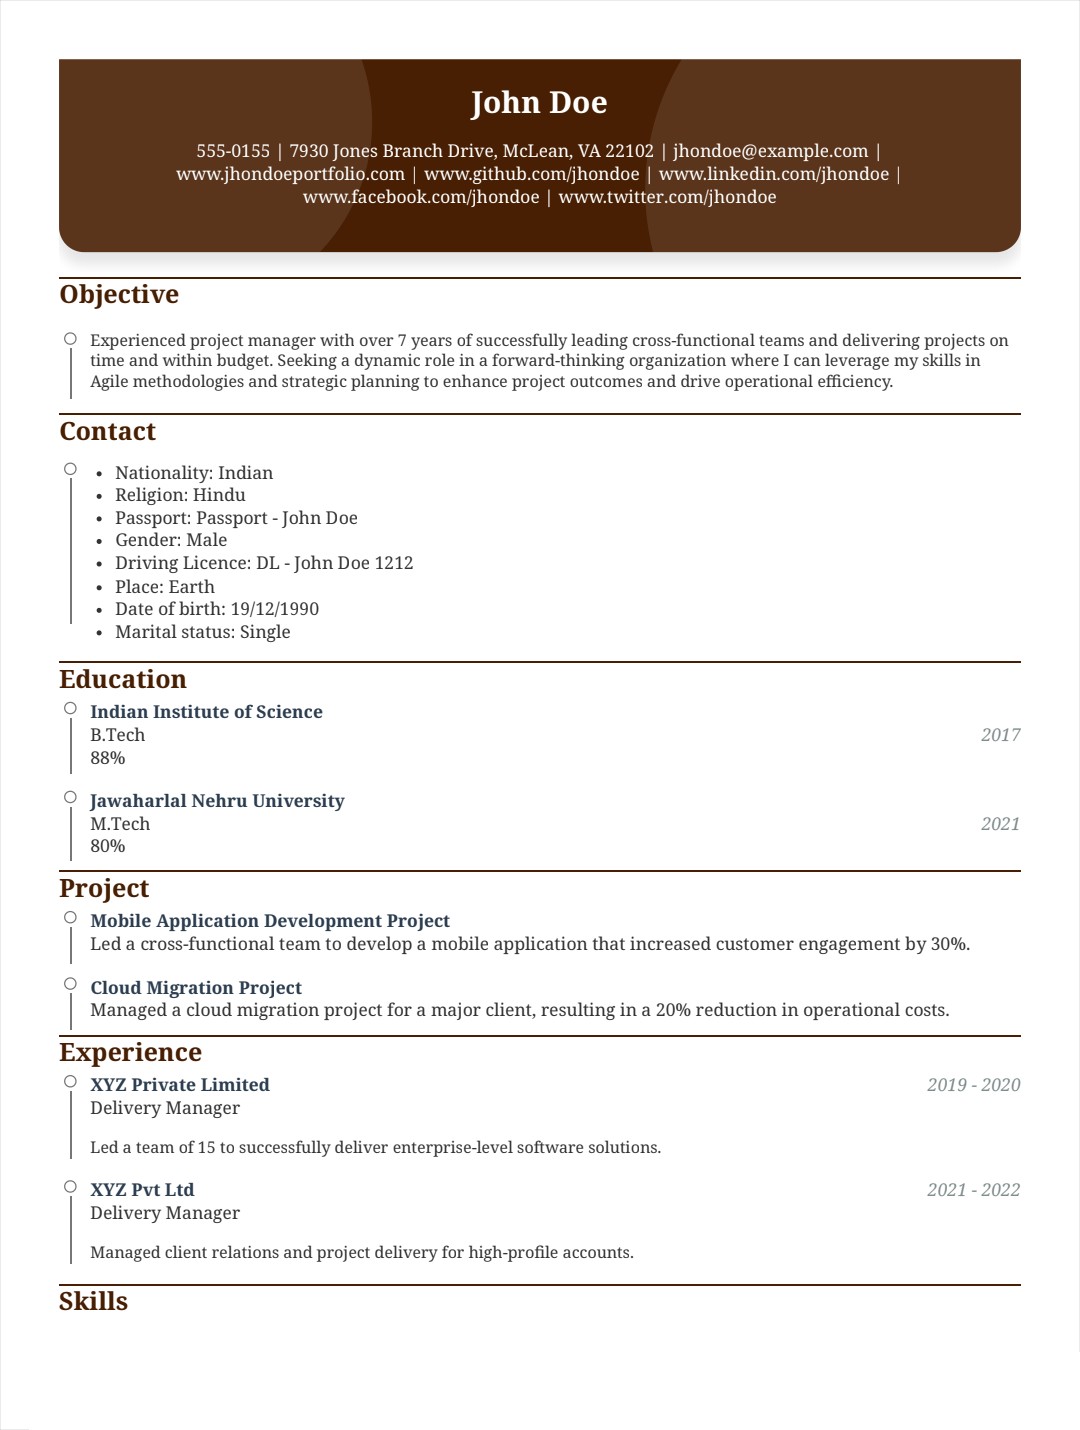 John Doe
555-0155 | 7930 Jones Branch Drive, McLean, VA 22102 | jhondoe@example.com |
www.jhondoeportfolio.com | www.github.com/jhondoe | www.linkedin.com/jhondoe |
www.facebook.com/jhondoe | www.twitter.com/jhondoe
Objective
Experienced project manager with over 7 years of successfully leading cross-functional teams and delivering projects on
time and within budget. Seeking a dynamic role in a forward-thinking organization where I can leverage my skills in
Agile methodologies and strategic planning to enhance project outcomes and drive operational efficiency.
Contact
• Nationality: Indian
• Religion: Hindu
• Passport: Passport - John Doe
• Gender: Male
• Driving Licence: DL - John Doe 1212
• Place: Earth
• Date of birth: 19/12/1990
• Marital status: Single
Education
Indian Institute of Science
B.Tech 2017
88%
Jawaharlal Nehru University
M.Tech 2021
80%
Project
Mobile Application Development Project
Led a cross-functional team to develop a mobile application that increased customer engagement by 30%.
Cloud Migration Project
Managed a cloud migration project for a major client, resulting in a 20% reduction in operational costs.
Experience
XYZ Private Limited 2019 - 2020
Delivery Manager
Led a team of 15 to successfully deliver enterprise-level software solutions.
XYZ Pvt Ltd 2021 - 2022
Delivery Manager
Managed client relations and project delivery for high-profile accounts.
Skills